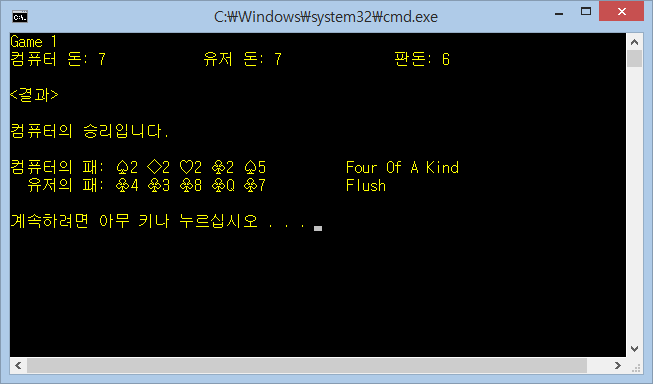 C:\Windows\system32\cmd.exe
Game 1
컴퓨터 돈: 7 유저 돈: 7 판돈: 6
<결과>
컴퓨터의 승리입니다.
컴퓨터의 패: ♤2 ◇2 ♡2 ♧2 ♤5 Four Of A Kind
유저의 패: ♧4 ♧3 ♧8 ♧Q ♧7 Flush
계속하려면 아무 키나 누르십시오 . . .